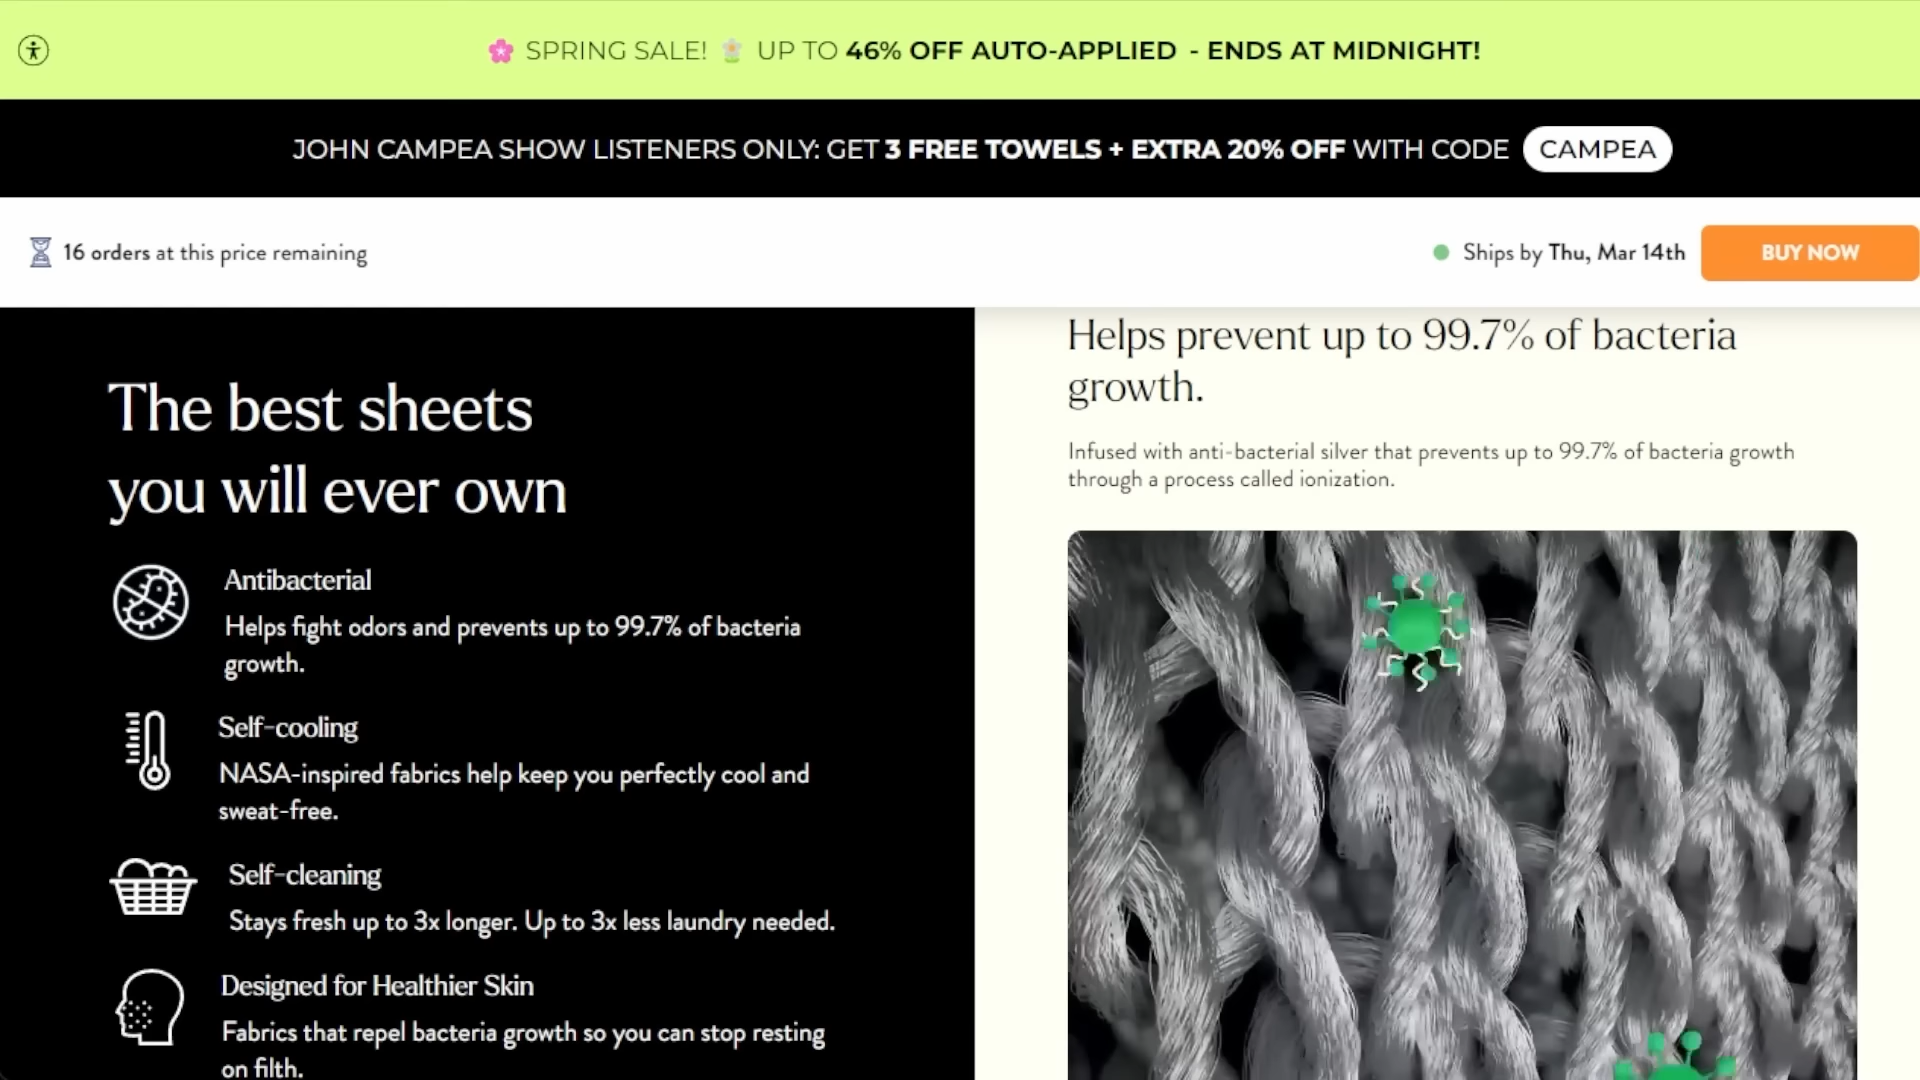 SPRING SALE! UP TO 46% OFF AUTO-APPLIED - ENDS AT MIDNIGHT!
JOHN CAMPEA SHOW LISTENERS ONLY: GET 3 FREE TOWELS + EXTRA 20% OFF WITH CODE CAMPEA
16 orders at this price remaining
Ships by Thu, Mar 14th
BUY NOW
The best sheets
you will ever own
Antibacterial
Helps fight odors and prevents up to 99.7% of bacteria
growth.
Self-cooling
NASA-inspired fabrics help keep you perfectly cool and
sweat-free.
Self-cleaning
Stays fresh up to 3x longer. Up to 3x less laundry needed.
Designed for Healthier Skin
Fabrics that repel bacteria growth so you can stop resting
on filth.
Helps prevent up to 99.7% of bacteria
growth.
Infused with anti-bacterial silver that prevents up to 99.7% of bacteria growth
through a process called ionization.